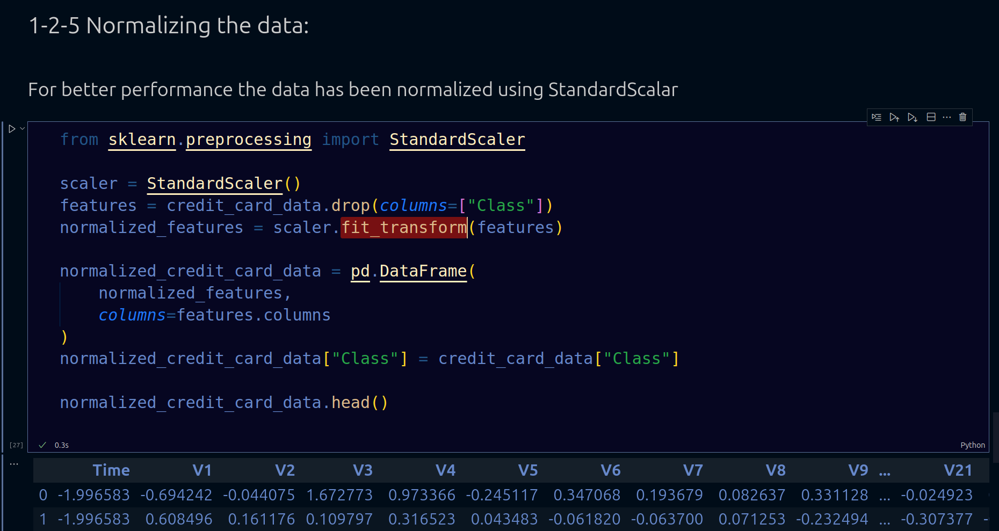 1-2-5 Normalizing the data:
For better performance the data has been normalized using StandardScalar
from sklearn.preprocessing import StandardScaler
scaler = StandardScaler()
features = credit_card_data.drop(columns=["Class"])
normalized_features = scaler.fit_transform(features)
normalized_credit_card_data = pd.DataFrame(
    normalized_features,
    columns=features.columns
)
normalized_credit_card_data["Class"] = credit_card_data["Class"]
normalized_credit_card_data.head()
[27] ✓ 0.3s Python
... Time V1 V2 V3 V4 V5 V6 V7 V8 V9 ... V21
0 -1.996583 -0.694242 -0.044075 1.672773 0.973366 -0.245117 0.347068 0.193679 0.082637 0.331128 ... -0.024923
1 -1.996583 0.608496 0.161176 0.109797 0.316523 0.043483 -0.061820 -0.063700 0.071253 -0.232494 ... -0.307377 -